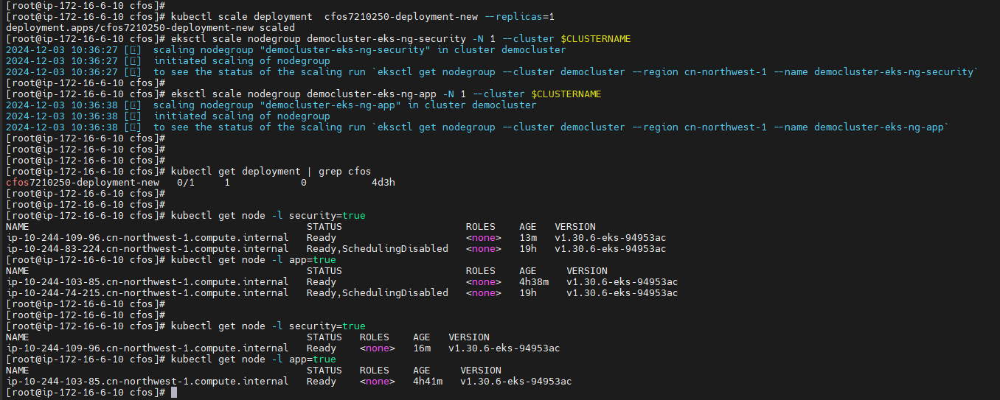 [root@ip-172-16-6-10 cfos]#
[root@ip-172-16-6-10 cfos]# kubectl scale deployment  cfos7210250-deployment-new --replicas=1
deployment.apps/cfos7210250-deployment-new scaled
[root@ip-172-16-6-10 cfos]# eksctl scale nodegroup democluster-eks-ng-security -N 1 --cluster $CLUSTERNAME
2024-12-03 10:36:27 [ℹ]  scaling nodegroup "democluster-eks-ng-security" in cluster democluster
2024-12-03 10:36:27 [ℹ]  initiated scaling of nodegroup
2024-12-03 10:36:27 [ℹ]  to see the status of the scaling run `eksctl get nodegroup --cluster democluster --region cn-northwest-1 --name democluster-eks-ng-security`
[root@ip-172-16-6-10 cfos]#
[root@ip-172-16-6-10 cfos]# eksctl scale nodegroup democluster-eks-ng-app -N 1 --cluster $CLUSTERNAME
2024-12-03 10:36:38 [ℹ]  scaling nodegroup "democluster-eks-ng-app" in cluster democluster
2024-12-03 10:36:38 [ℹ]  initiated scaling of nodegroup
2024-12-03 10:36:38 [ℹ]  to see the status of the scaling run `eksctl get nodegroup --cluster democluster --region cn-northwest-1 --name democluster-eks-ng-app`
[root@ip-172-16-6-10 cfos]#
[root@ip-172-16-6-10 cfos]#
[root@ip-172-16-6-10 cfos]#
[root@ip-172-16-6-10 cfos]# kubectl get deployment | grep cfos
cfos7210250-deployment-new   0/1     1            0           4d3h
[root@ip-172-16-6-10 cfos]#
[root@ip-172-16-6-10 cfos]#
[root@ip-172-16-6-10 cfos]# kubectl get node -l security=true
NAME                                               STATUS                     ROLES    AGE   VERSION
ip-10-244-109-96.cn-northwest-1.compute.internal   Ready                      <none>   13m   v1.30.6-eks-94953ac
ip-10-244-83-224.cn-northwest-1.compute.internal   Ready,SchedulingDisabled   <none>   19h   v1.30.6-eks-94953ac
[root@ip-172-16-6-10 cfos]# kubectl get node -l app=true
NAME                                               STATUS                     ROLES    AGE     VERSION
ip-10-244-103-85.cn-northwest-1.compute.internal   Ready                      <none>   4h38m   v1.30.6-eks-94953ac
ip-10-244-74-215.cn-northwest-1.compute.internal   Ready,SchedulingDisabled   <none>   19h     v1.30.6-eks-94953ac
[root@ip-172-16-6-10 cfos]#
[root@ip-172-16-6-10 cfos]#
[root@ip-172-16-6-10 cfos]# kubectl get node -l security=true
NAME                                               STATUS   ROLES    AGE   VERSION
ip-10-244-109-96.cn-northwest-1.compute.internal   Ready    <none>   16m   v1.30.6-eks-94953ac
[root@ip-172-16-6-10 cfos]# kubectl get node -l app=true
NAME                                               STATUS   ROLES    AGE     VERSION
ip-10-244-103-85.cn-northwest-1.compute.internal   Ready    <none>   4h41m   v1.30.6-eks-94953ac
[root@ip-172-16-6-10 cfos]#